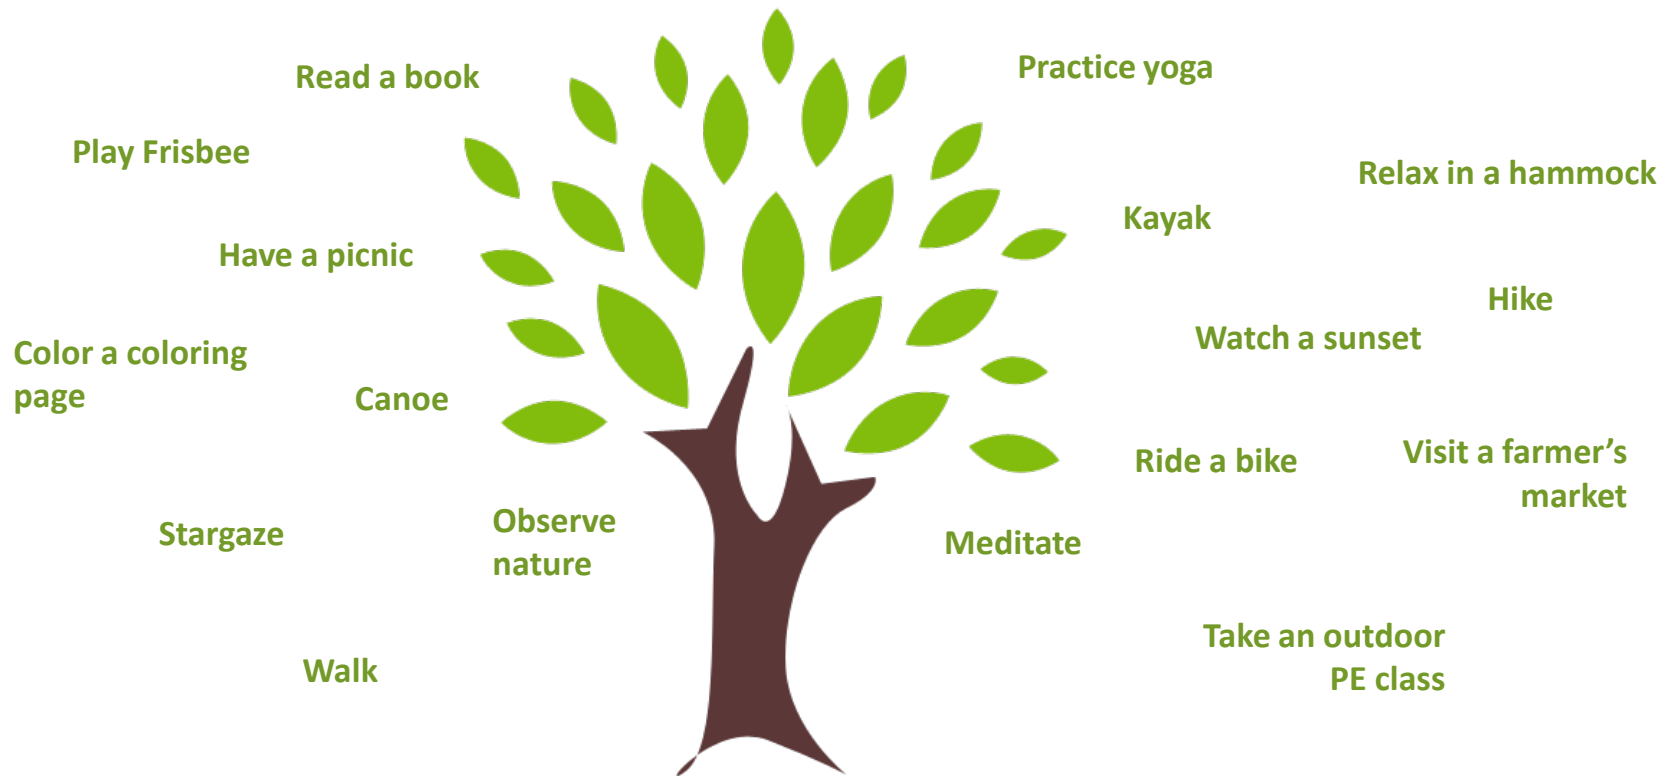 Read a book
Practice yoga
Play Frisbee
Relax in a hammock
Kayak
Have a picnic
Hike
Watch a sunset
Color a coloring
page
Canoe
Ride a bike
Visit a farmer’s
market
Stargaze
Observe
nature
Meditate
Take an outdoor
PE class
Walk